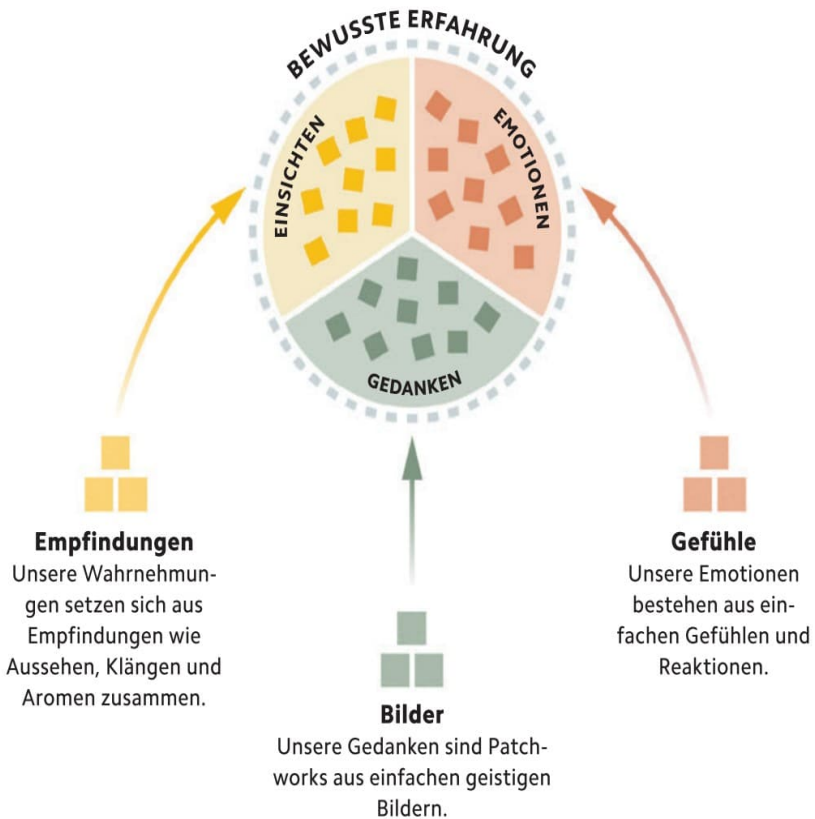 BEWUSSTE ERFAHRUNG
EINSICHTEN
EMOTIONEN
GEDANKEN
Empfindungen
Unsere Wahrnehmun-
gen setzen sich aus
Empfindungen wie
Aussehen, Klängen und
Aromen zusammen.
Bilder
Unsere Gedanken sind Patch-
works aus einfachen geistigen
Bildern.
Gefühle
Unsere Emotionen
bestehen aus ein-
fachen Gefühlen und
Reaktionen.